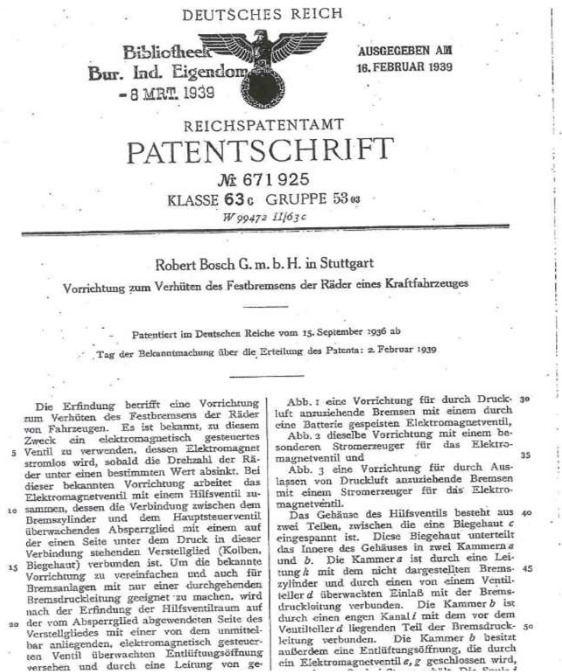 DEUTSCHES REICH
Bibliotheek
Bur. Ind. Eigendom
- 8 MRT. 1939
AUSGEGEBEN AM
16. FEBRUAR 1939
REICHSPATENTAMT
PATENTSCHRIFT
№ 671925
KLASSE 63c GRUPPE 53 03
W 99472 II/63c
Robert Bosch G. m. b. H. in Stuttgart
Vorrichtung zum Verhüten des Festbremsens der Räder eines Kraftfahrzeuges
Patentiert im Deutschen Reiche vom 15. September 1936 ab
Tag der Bekanntmachung über die Erteilung des Patents: 2. Februar 1939
Die Erfindung betrifft eine Vorrichtung
zum Verhüten des Festbremsens der Räder
von Fahrzeugen. Es ist bekannt, zu diesem
Zweck ein elektromagnetisch gesteuertes
5 Ventil zu verwenden, dessen Elektromagnet
stromlos wird, sobald die Drehzahl der Rä-
der unter einen bestimmten Wert absinkt. Bei
dieser bekannten Vorrichtung arbeitet das
Elektromagnetventil mit einem Hilfsventil zu-
10 sammen, dessen die Verbindung zwischen dem
Bremszylinder und dem Hauptsteuerventil
überwachendes Absperrglied mit einem auf
der einen Seite unter dem Druck in dieser
Verbindung stehenden Verstellglied (Kolben,
15 Biegehaut) verbunden ist. Um die bekannte
Vorrichtung zu vereinfachen und auch für
Bremsanlagen mit nur einer durchgehenden
Bremsdruckleitung geeignet zu machen, wird
nach der Erfindung der Hilfsventilraum auf
20 der vom Absperrglied abgewendeten Seite des
Verstellgliedes mit einer von dem unmittel-
bar anliegenden, elektromagnetisch gesteuer-
ten Ventil überwachten Entlüftungsöffnung
versehen und durch eine Leitung von ge-
Abb. 1 eine Vorrichtung für durch Druck- 30
luft anzuziehende Bremsen mit einem durch
eine Batterie gespeisten Elektromagnetventil,
Abb. 2 dieselbe Vorrichtung mit einem be-
sonderen Stromerzeuger für das Elektro-
magnetventil und 35
Abb. 3 eine Vorrichtung für durch Aus-
lassen von Druckluft anzuziehende Bremsen
mit einem Stromerzeuger für das Elektro-
magnetventil.
Das Gehäuse des Hilfsventils besteht aus 40
zwei Teilen, zwischen die eine Biegehaut c
eingespannt ist. Diese Biegehaut unterteilt
das Innere des Gehäuses in zwei Kammern a
und b. Die Kammer a ist durch eine Lei-
tung h mit dem nicht dargestellten Brems- 45
zylinder und durch einen von einem Ventil-
teller d überwachten Einlaß mit der Brems-
druckleitung verbunden. Die Kammer b ist
durch einen engen Kanal f mit dem vor dem
Ventilteller d liegenden Teil der Bremsdruck- 50
leitung verbunden. Die Kammer b besitzt
außerdem eine Entlüftungsöffnung, die durch
ein Elektromagnetventil e, g geschlossen wird,